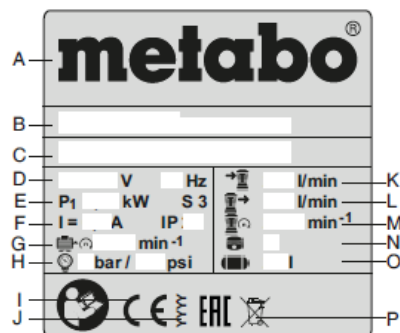 A metabo®
B
C
D V Hz l/min K
E P1 kW S 3 l/min L
F I = A IP min-1 M
G min-1 N
H bar / psi l O
I
J CE EAC P